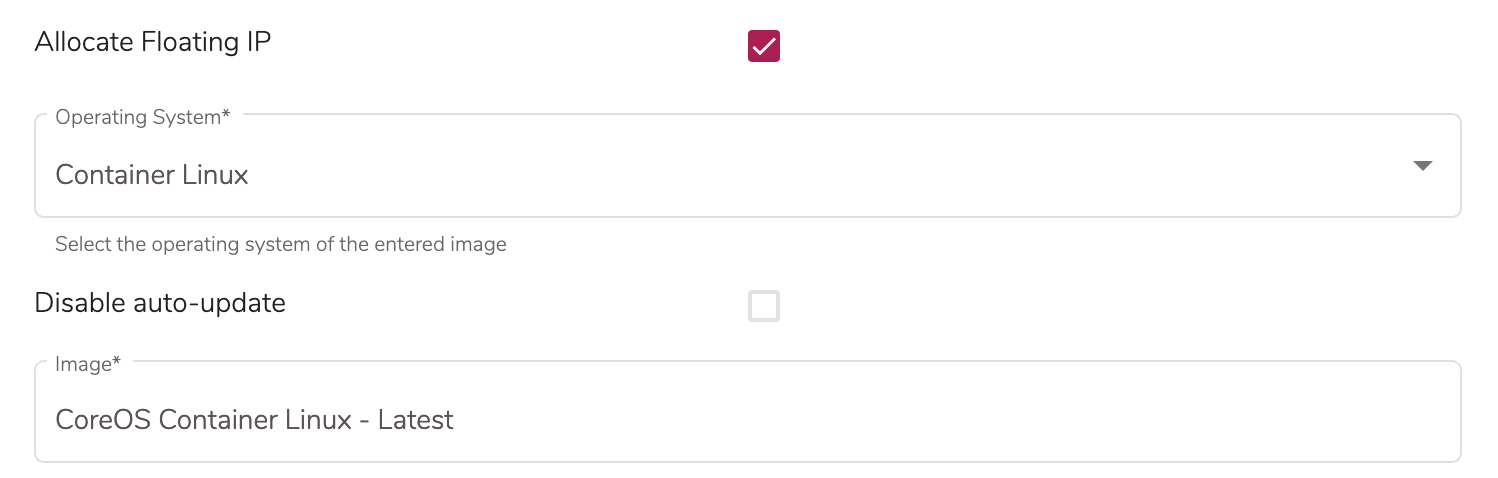 Allocate Floating IP
Operating System*
Container Linux
Select the operating system of the entered image
Disable auto-update
Image*
CoreOS Container Linux - Latest